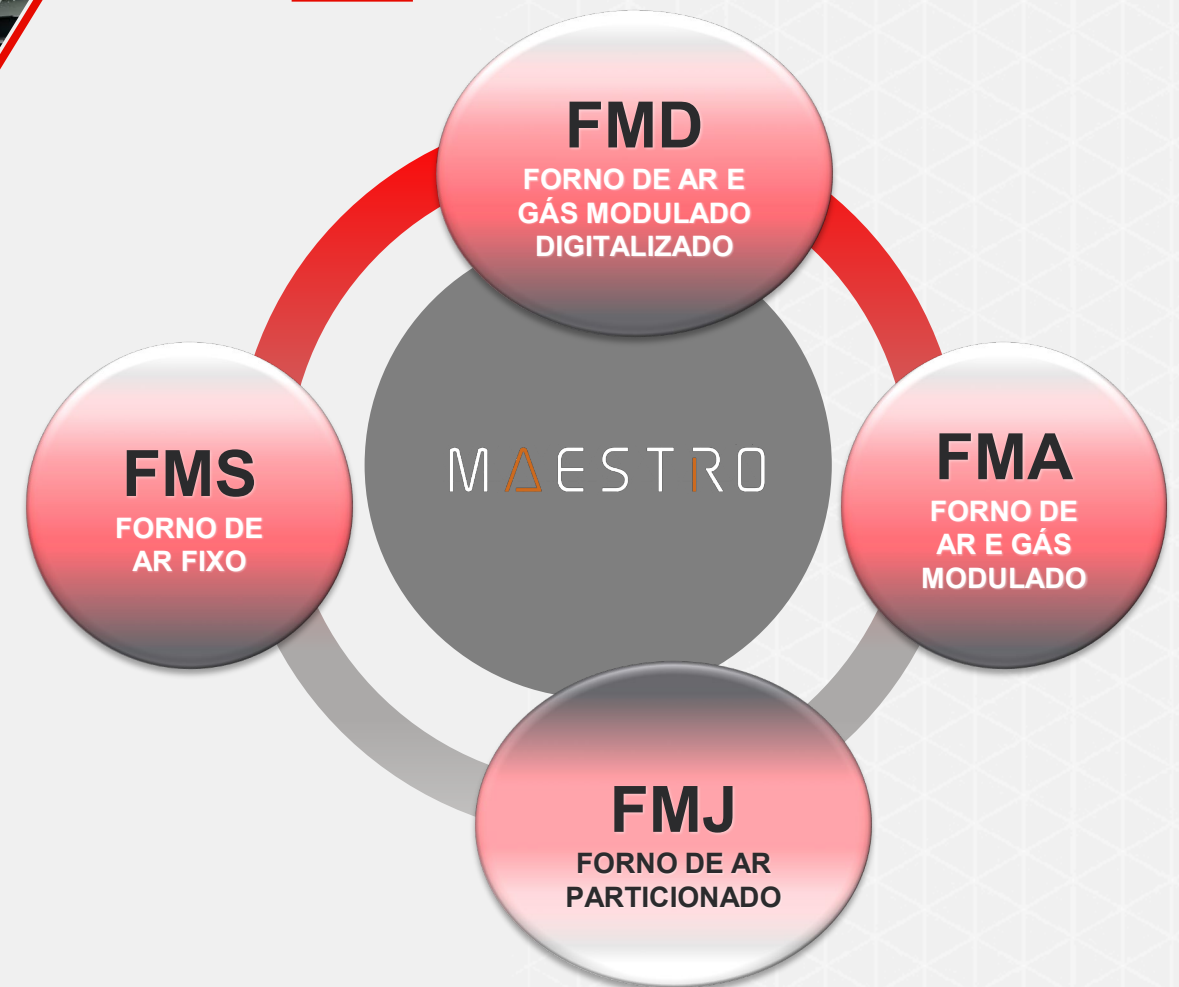 FMD
FORNO DE AR E
GÁS MODULADO
DIGITALIZADO
FMS
FORNO DE
AR FIXO
MAESTRO
FMA
FORNO DE
AR E GÁS
MODULADO
FMJ
FORNO DE AR
PARTICIONADO